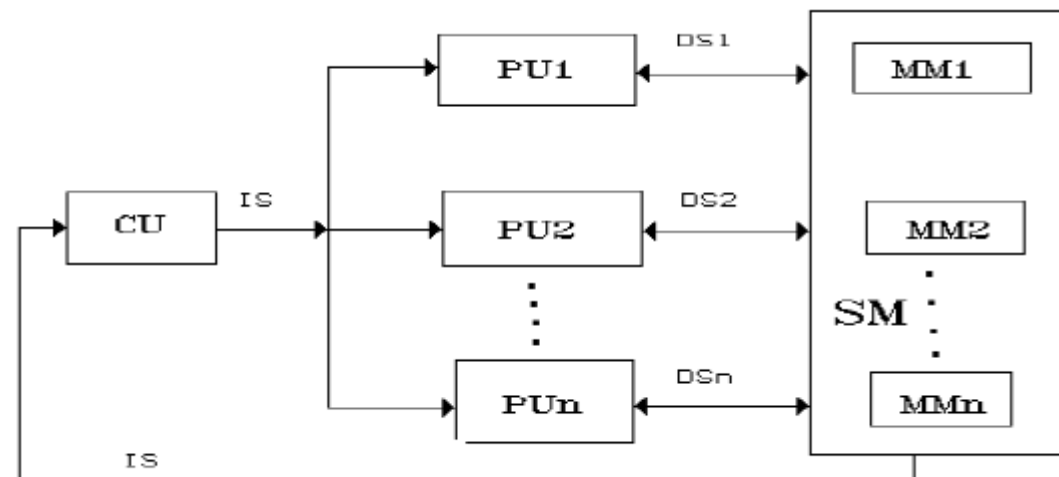 DS1
PU1
MM1
IS
DS2
CU
PU2
MM2
SM
DSn
PUn
MMn
IS